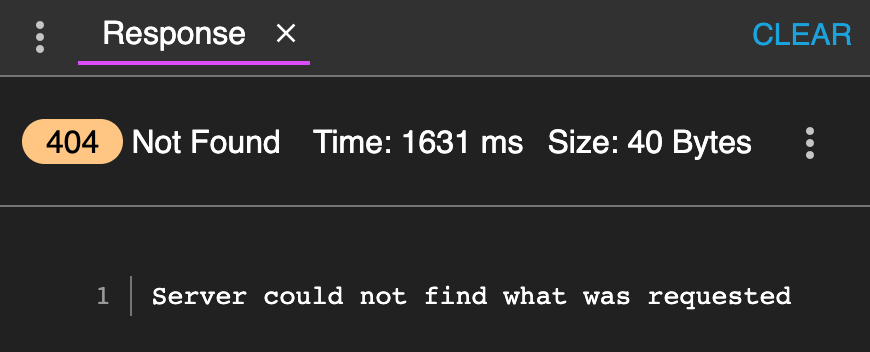 Response × CLEAR
404 Not Found Time: 1631 ms Size: 40 Bytes
1 Server could not find what was requested